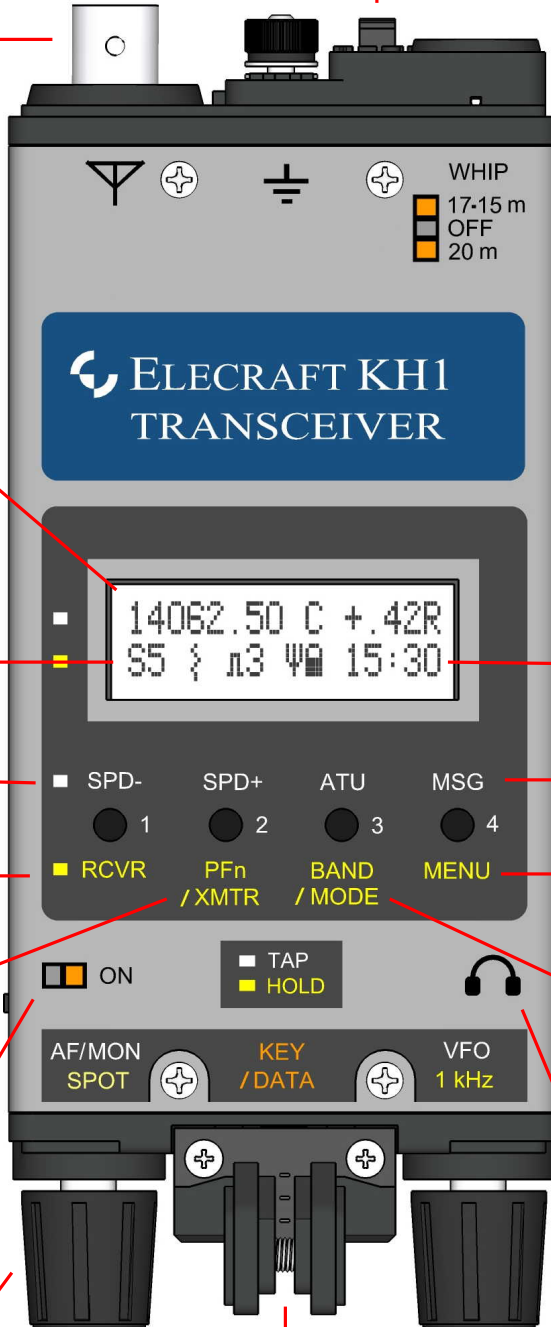 WHIP
17-15 m
OFF
20 m
ELECRAFT KH1
TRANSCEIVER
14062.50 C +.42R
S5 3 15:30
SPD- SPD+ ATU MSG
1 2 3 4
RCVR PFn BAND MENU
/XMTR / MODE
ON
TAP
HOLD
AF/MON KEY VFO
SPOT /DATA 1 kHz